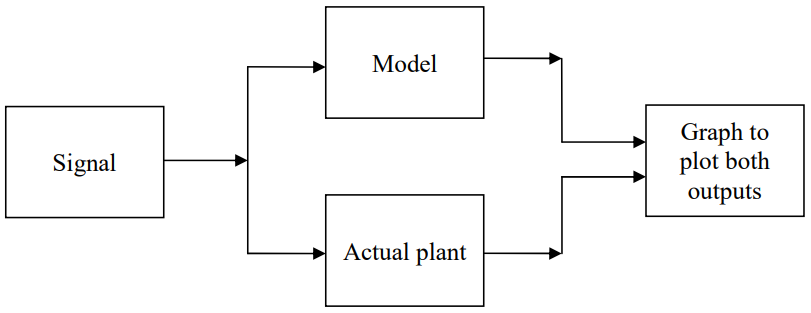 Model
Signal
Graph to
plot both
outputs
Actual plant